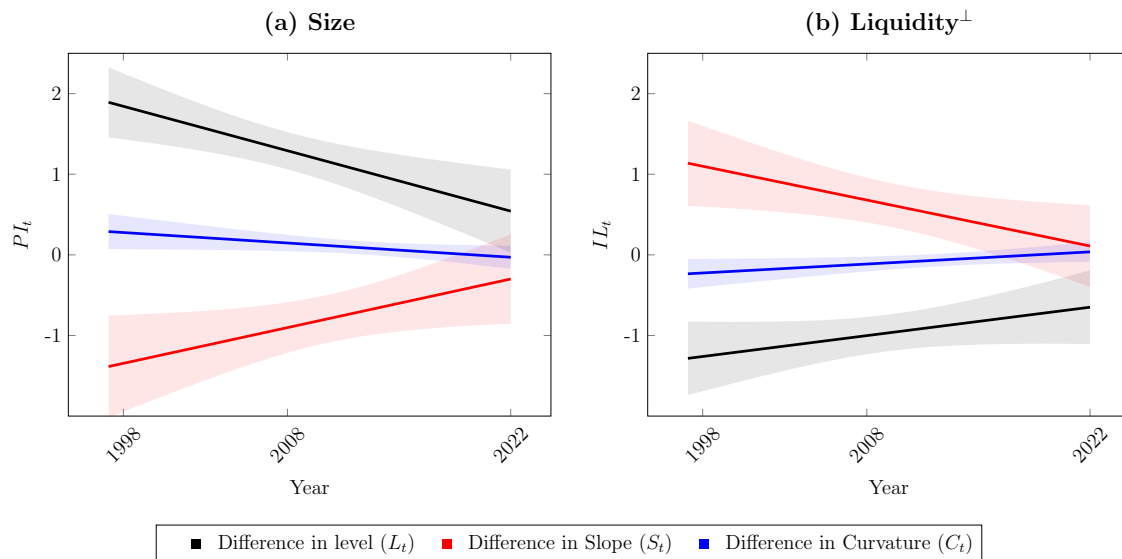 (a) Size
2
1
0
-1
PI_t
1998
2008
2022
Year
(b) Liquidity⊥
2
1
0
-1
IL_t
1998
2008
2022
Year
Difference in level (L_t) Difference in Slope (S_t) Difference in Curvature (C_t)